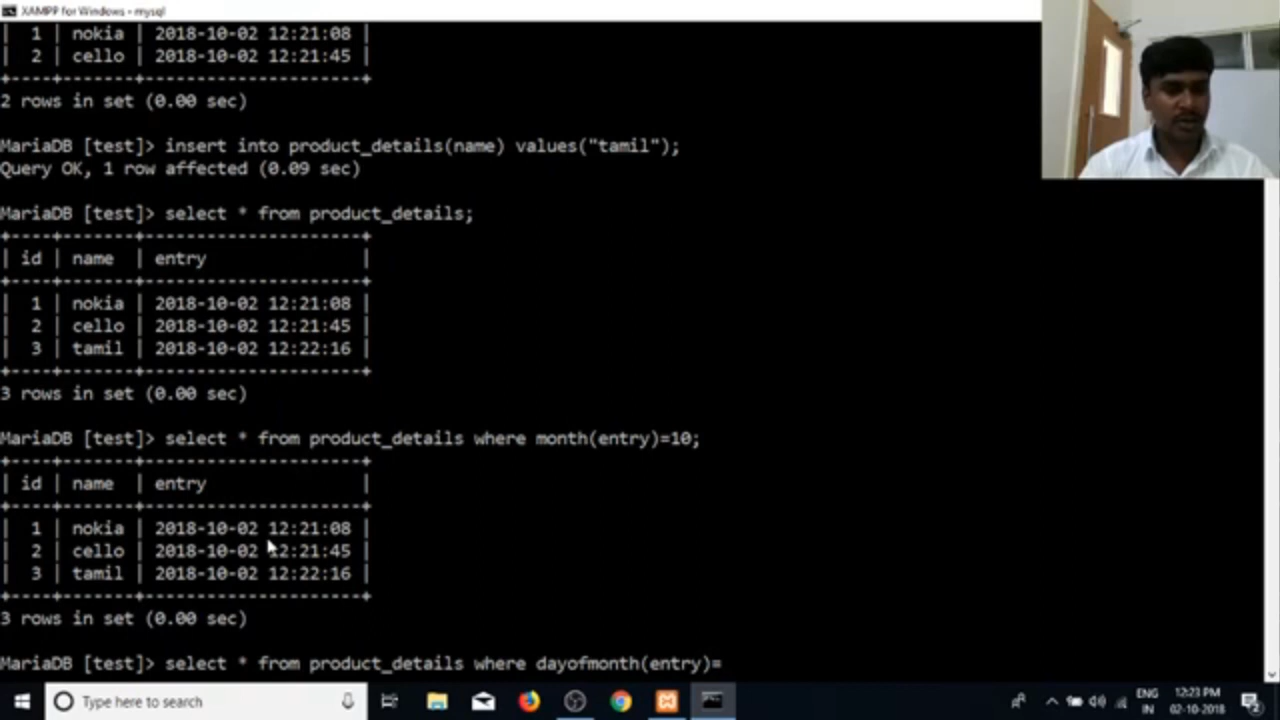 XAMPP for Windows - mysql
| 1 | nokia | 2018-10-02 12:21:08 |
| 2 | cello | 2018-10-02 12:21:45 |
+----+-------+---------------------+
2 rows in set (0.00 sec)
MariaDB [test]> insert into product_details(name) values("tamil");
Query OK, 1 row affected (0.09 sec)
MariaDB [test]> select * from product_details;
+----+-------+---------------------+
| id | name | entry |
+----+-------+---------------------+
| 1 | nokia | 2018-10-02 12:21:08 |
| 2 | cello | 2018-10-02 12:21:45 |
| 3 | tamil | 2018-10-02 12:22:16 |
+----+-------+---------------------+
3 rows in set (0.00 sec)
MariaDB [test]> select * from product_details where month(entry)=10;
+----+-------+---------------------+
| id | name | entry |
+----+-------+---------------------+
| 1 | nokia | 2018-10-02 12:21:08 |
| 2 | cello | 2018-10-02 12:21:45 |
| 3 | tamil | 2018-10-02 12:22:16 |
+----+-------+---------------------+
3 rows in set (0.00 sec)
MariaDB [test]> select * from product_details where dayofmonth(entry)=
Type here to search
ENG
IN
12:23 PM
02-10-2018
2